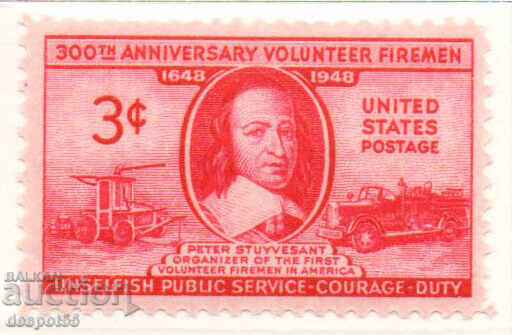 300TH ANNIVERSARY VOLUNTEER FIREMEN
1648 1948
3¢
UNITED
STATES
POSTAGE
PETER STUYVESANT
ORGANIZER OF THE FIRST
VOLUNTEER FIREMEN IN AMERICA
UNSELFISH PUBLIC SERVICE-COURAGE-DUTY
BALKAN
auction
despot55